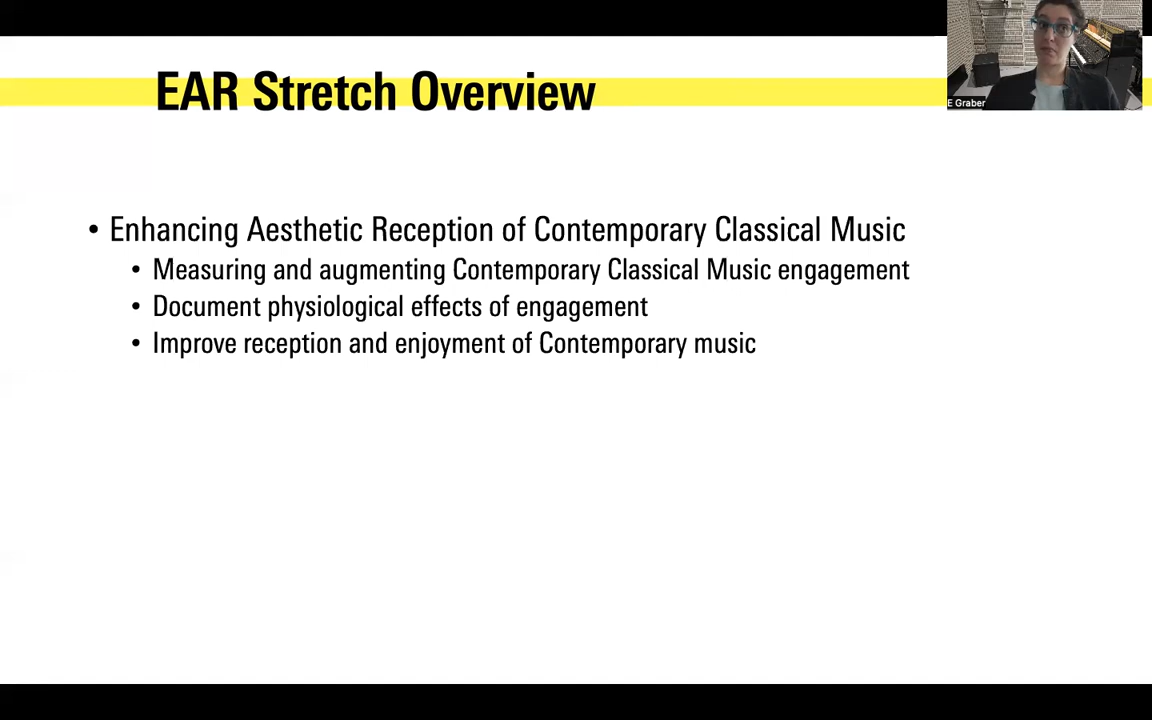 EAR Stretch Overview
E Graber
• Enhancing Aesthetic Reception of Contemporary Classical Music
• Measuring and augmenting Contemporary Classical Music engagement
• Document physiological effects of engagement
• Improve reception and enjoyment of Contemporary music